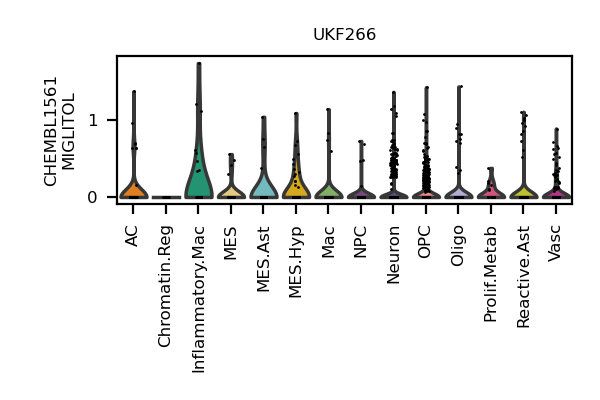 UKF266
CHEMBL1561
MIGLITOL
1
0
AC
Chromatin.Reg
Inflammatory.Mac
MES
MES.Ast
MES.Hyp
Mac
NPC
Neuron
OPC
Oligo
Prolif.Metab
Reactive.Ast
Vasc